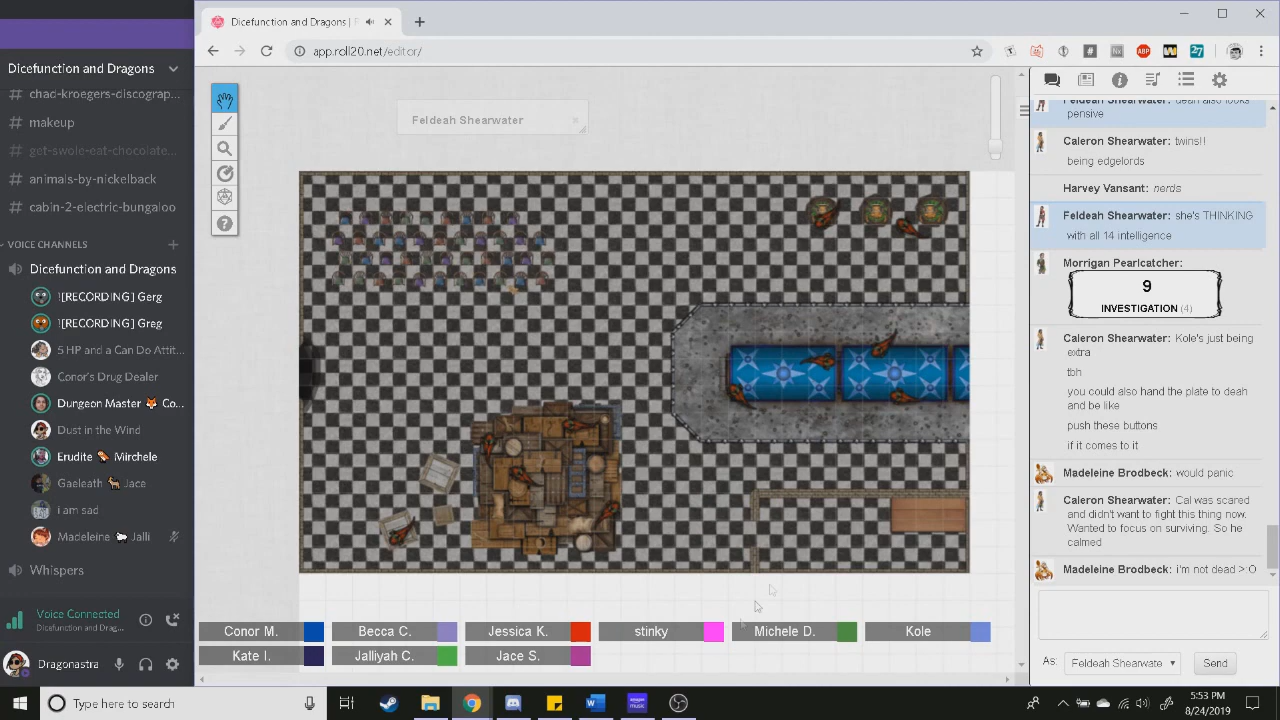 Dicefunction and Dragons
# chad-kroegers-discograp...
# makeup
# get-swole-eat-chocolate...
# animals-by-nickelback
# cabin-2-electric-bungaloo
VOICE CHANNELS
Dicefunction and Dragons
![RECORDING] Gerg
![RECORDING] Greg
5 HP and a Can Do Attit...
Conor's Drug Dealer
Dungeon Master 🦊 Co...
Dust in the Wind
Erudite Mirchele
Gaeleath Jace
i am sad
Madeleine 🐑 Jalli
Whispers
Voice Connected
Dicefunction and Drag...
Dragonastra
Dicefunction and Dragons | R
app.roll20.net/editor/
ABP
W
27
Feldeah Shearwater
Conor M.
Becca C.
Jessica K.
stinky
Michele D.
Kole
Kate I.
Jalliyah C.
Jace S.
Feldeah Shearwater: deah also looks
pensive
Caleron Shearwater: twins!!
being edgelords
Harvey Vansant: nerds
Feldeah Shearwater: she's THINKING
with all 14 intelligence
Morrigan Pearlcatcher:
9
INVESTIGATION (4)
Caleron Shearwater: Kole's just being
extra
tbh
you could also hand the plate to deah
and be like
push these buttons
if it comes to it
Madeleine Brodbeck: would panic
Caleron Shearwater: Cal was scared
and didn't want to fight this thing now.
Wanted to focus on surviving. So he
calmed
Madeleine Brodbeck: i'm not dead > :O
As:
Feldeah Shearwate
Send
Type here to search
amazon
music
5:53 PM
8/24/2019